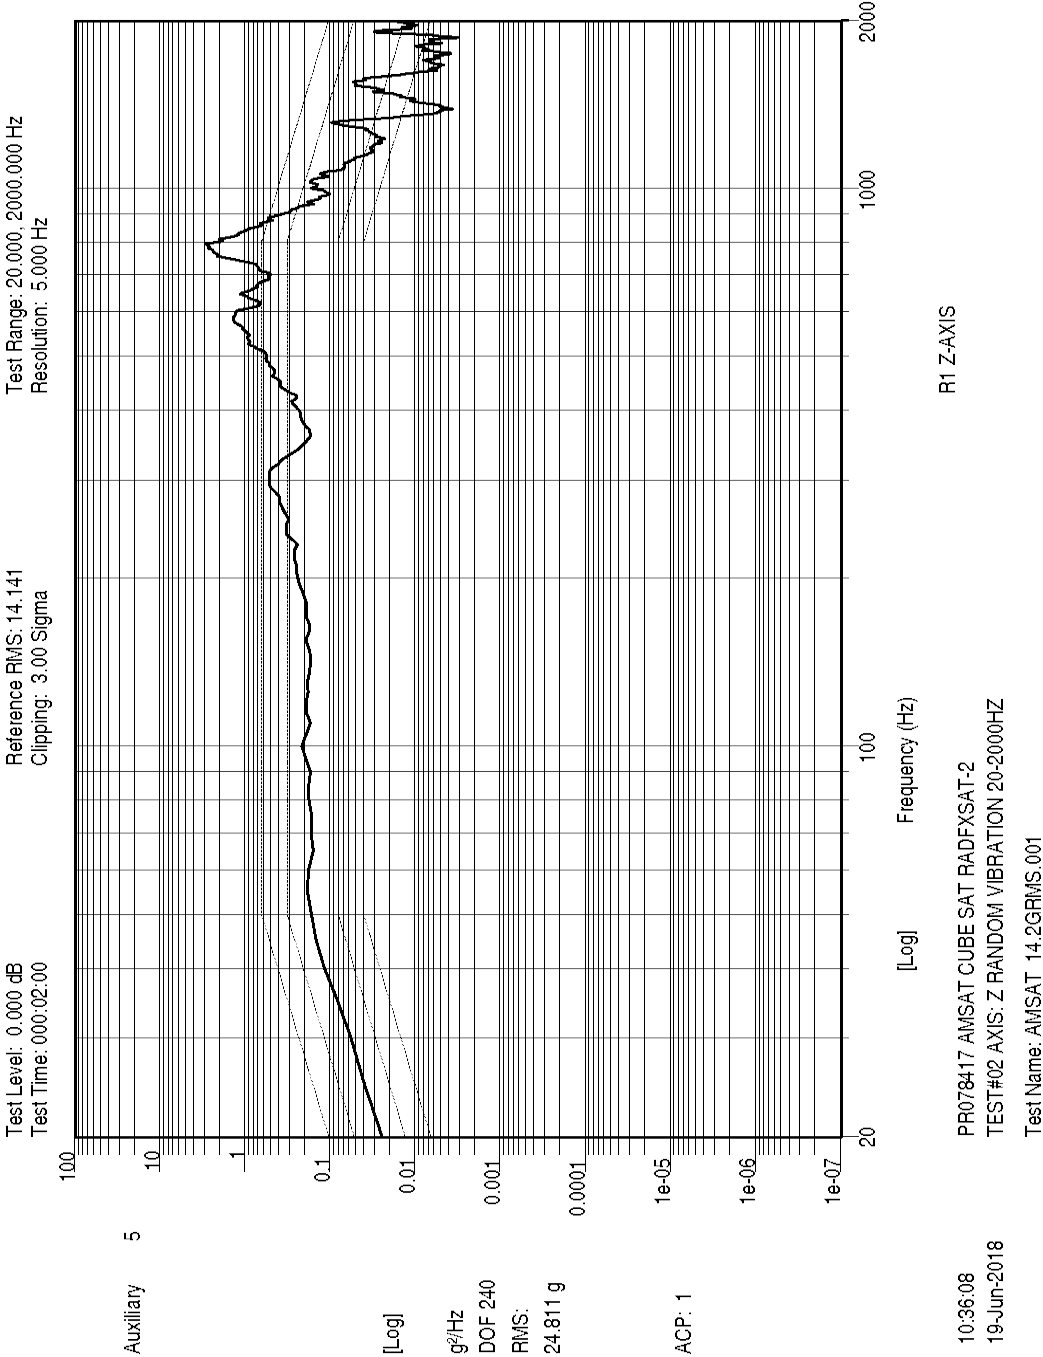 Test Level:  0.000 dB
Test Time: 000:02:00
Reference RMS: 14.141
Clipping:  3.00 Sigma
Test Range: 20.000, 2000.000 Hz
Resolution:  5.000 Hz
Auxiliary    5
[Log]
g²/Hz
DOF 240
RMS:
24.811 g
ACP: 1
100
10
1
0.1
0.01
0.001
0.0001
1e-05
1e-06
1e-07
20
100
1000
2000
[Log]
Frequency (Hz)
R1 Z-AXIS
10:36:08
19-Jun-2018
PR078417 AMSAT CUBE SAT RADFXSAT-2
TEST#02 AXIS: Z RANDOM VIBRATION 20-2000HZ
Test Name: AMSAT  14.2GRMS.001